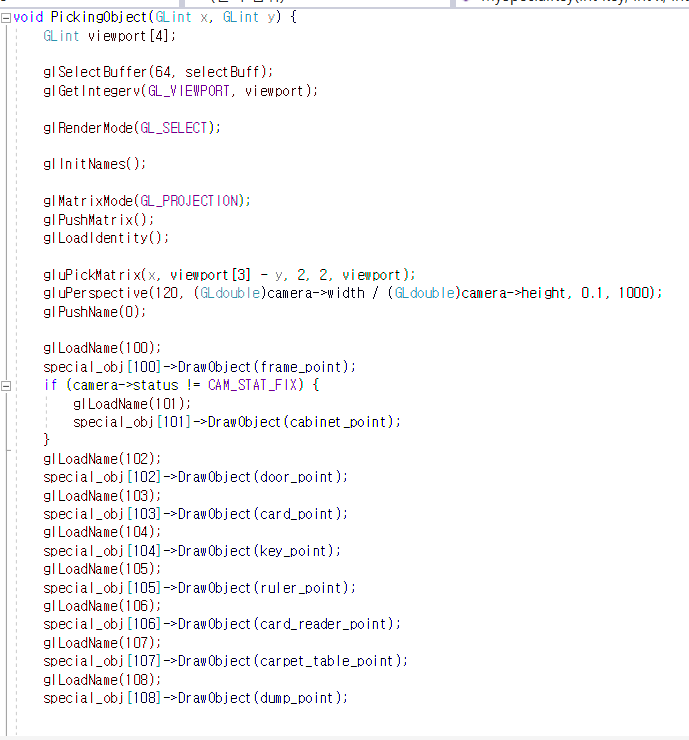 void PickingObject(GLint x, GLint y) {
GLint viewport[4];
glSelectBuffer(64, selectBuff);
glGetIntegerv(GL_VIEWPORT, viewport);
glRenderMode(GL_SELECT);
glInitNames();
glMatrixMode(GL_PROJECTION);
glPushMatrix();
glLoadIdentity();
gluPickMatrix(x, viewport[3] - y, 2, 2, viewport);
gluPerspective(120, (GLdouble)camera->width / (GLdouble)camera->height, 0.1, 1000);
glPushName(0);
glLoadName(100);
special_obj[100]->DrawObject(frame_point);
if (camera->status != CAM_STAT_FIX) {
glLoadName(101);
special_obj[101]->DrawObject(cabinet_point);
}
glLoadName(102);
special_obj[102]->DrawObject(door_point);
glLoadName(103);
special_obj[103]->DrawObject(card_point);
glLoadName(104);
special_obj[104]->DrawObject(key_point);
glLoadName(105);
special_obj[105]->DrawObject(ruler_point);
glLoadName(106);
special_obj[106]->DrawObject(card_reader_point);
glLoadName(107);
special_obj[107]->DrawObject(carpet_table_point);
glLoadName(108);
special_obj[108]->DrawObject(dump_point);